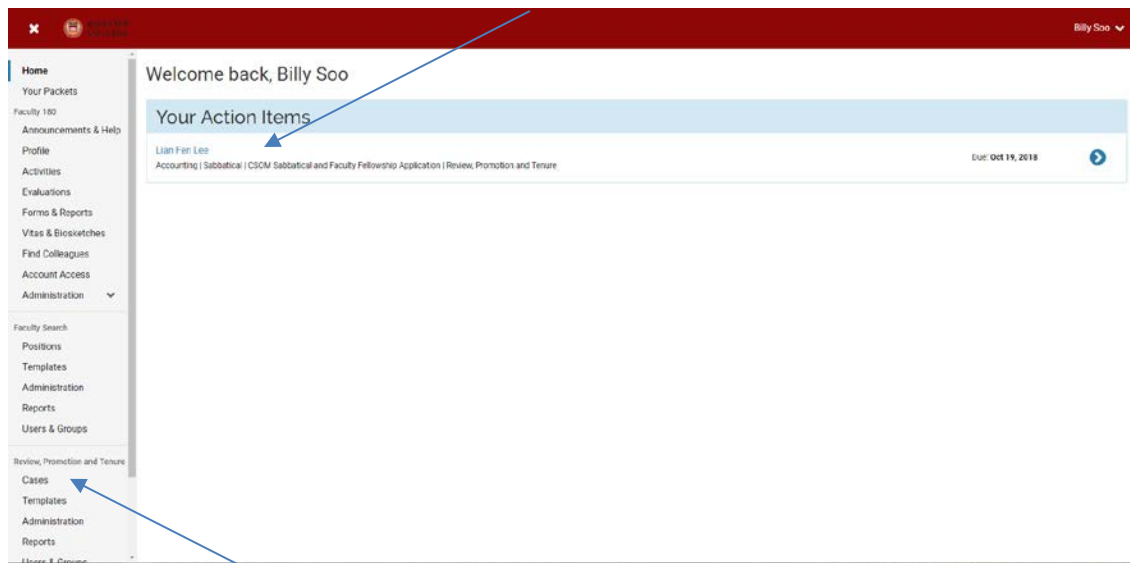 Billy Soo
Home
Your Packets
Faculty 180
Announcements & Help
Profile
Activities
Evaluations
Forms & Reports
Vitas & Biosketches
Find Colleagues
Account Access
Administration
Faculty Search
Positions
Templates
Administration
Reports
Users & Groups
Review, Promotion and Tenure
Cases
Templates
Administration
Reports
Users & Groups
Welcome back, Billy Soo
Your Action Items
Lian Fen Lee
Accounting | Sabbatical | CSOM Sabbatical and Faculty Fellowship Application | Review, Promotion and Tenure
Due: Oct 19, 2018